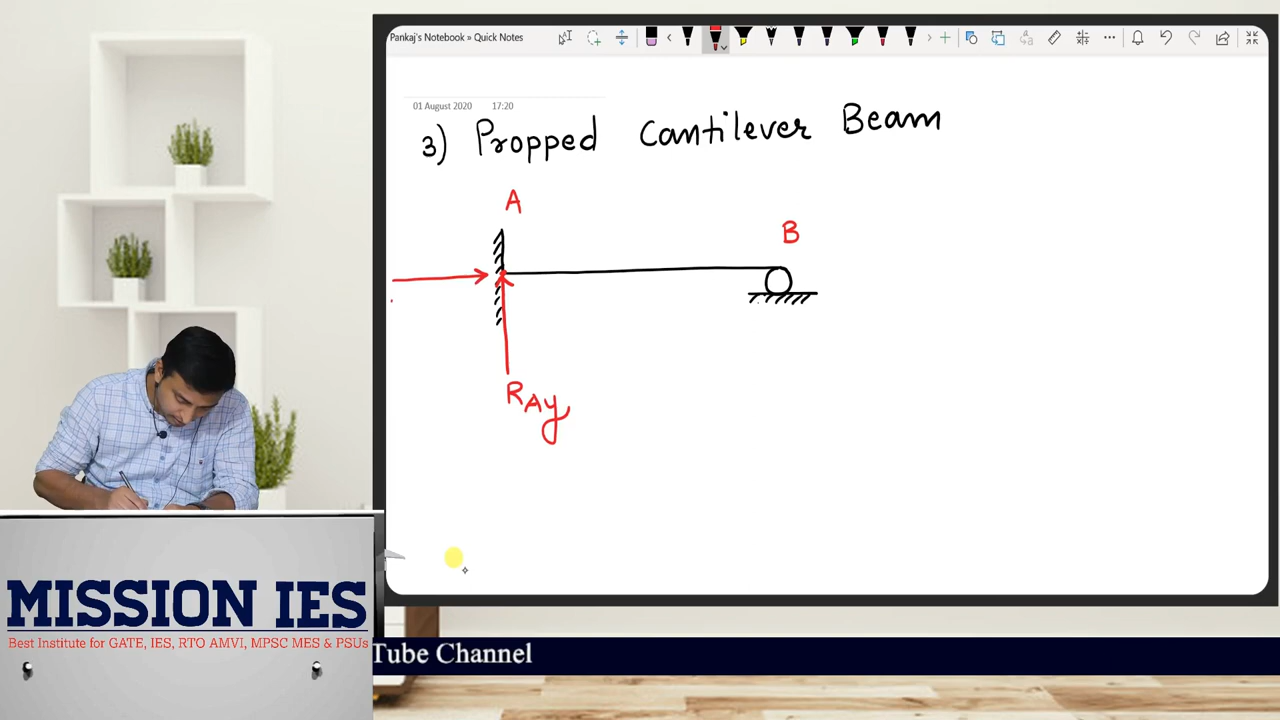 Pankaj's Notebook » Quick Notes
01 August 2020 17:20
3) Propped Cantilever Beam
A
B
RAy
MISSION IES
Best Institute for GATE, IES, RTO AMVI, MPSC MES & PSUs
Tube Channel